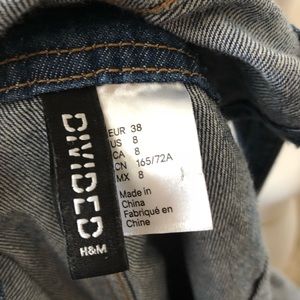 DIVIDED
H&M
EUR 38
US 8
CA 8
CN 165/72A
MX 8
Made in
China
Fabriqué en
Chine